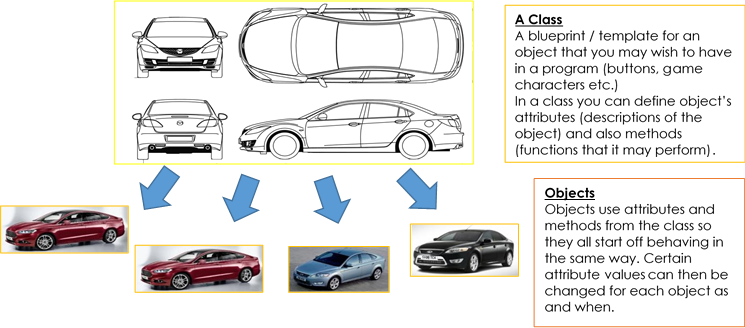 A Class
A blueprint / template for an
object that you may wish to have
in a program (buttons, game
characters etc.)
In a class you can define object's
attributes (descriptions of the
object) and also methods
(functions that it may perform).
Objects
Objects use attributes and
methods from the class so
they all start off behaving in
the same way. Certain
attribute values can then be
changed for each object as
and when.